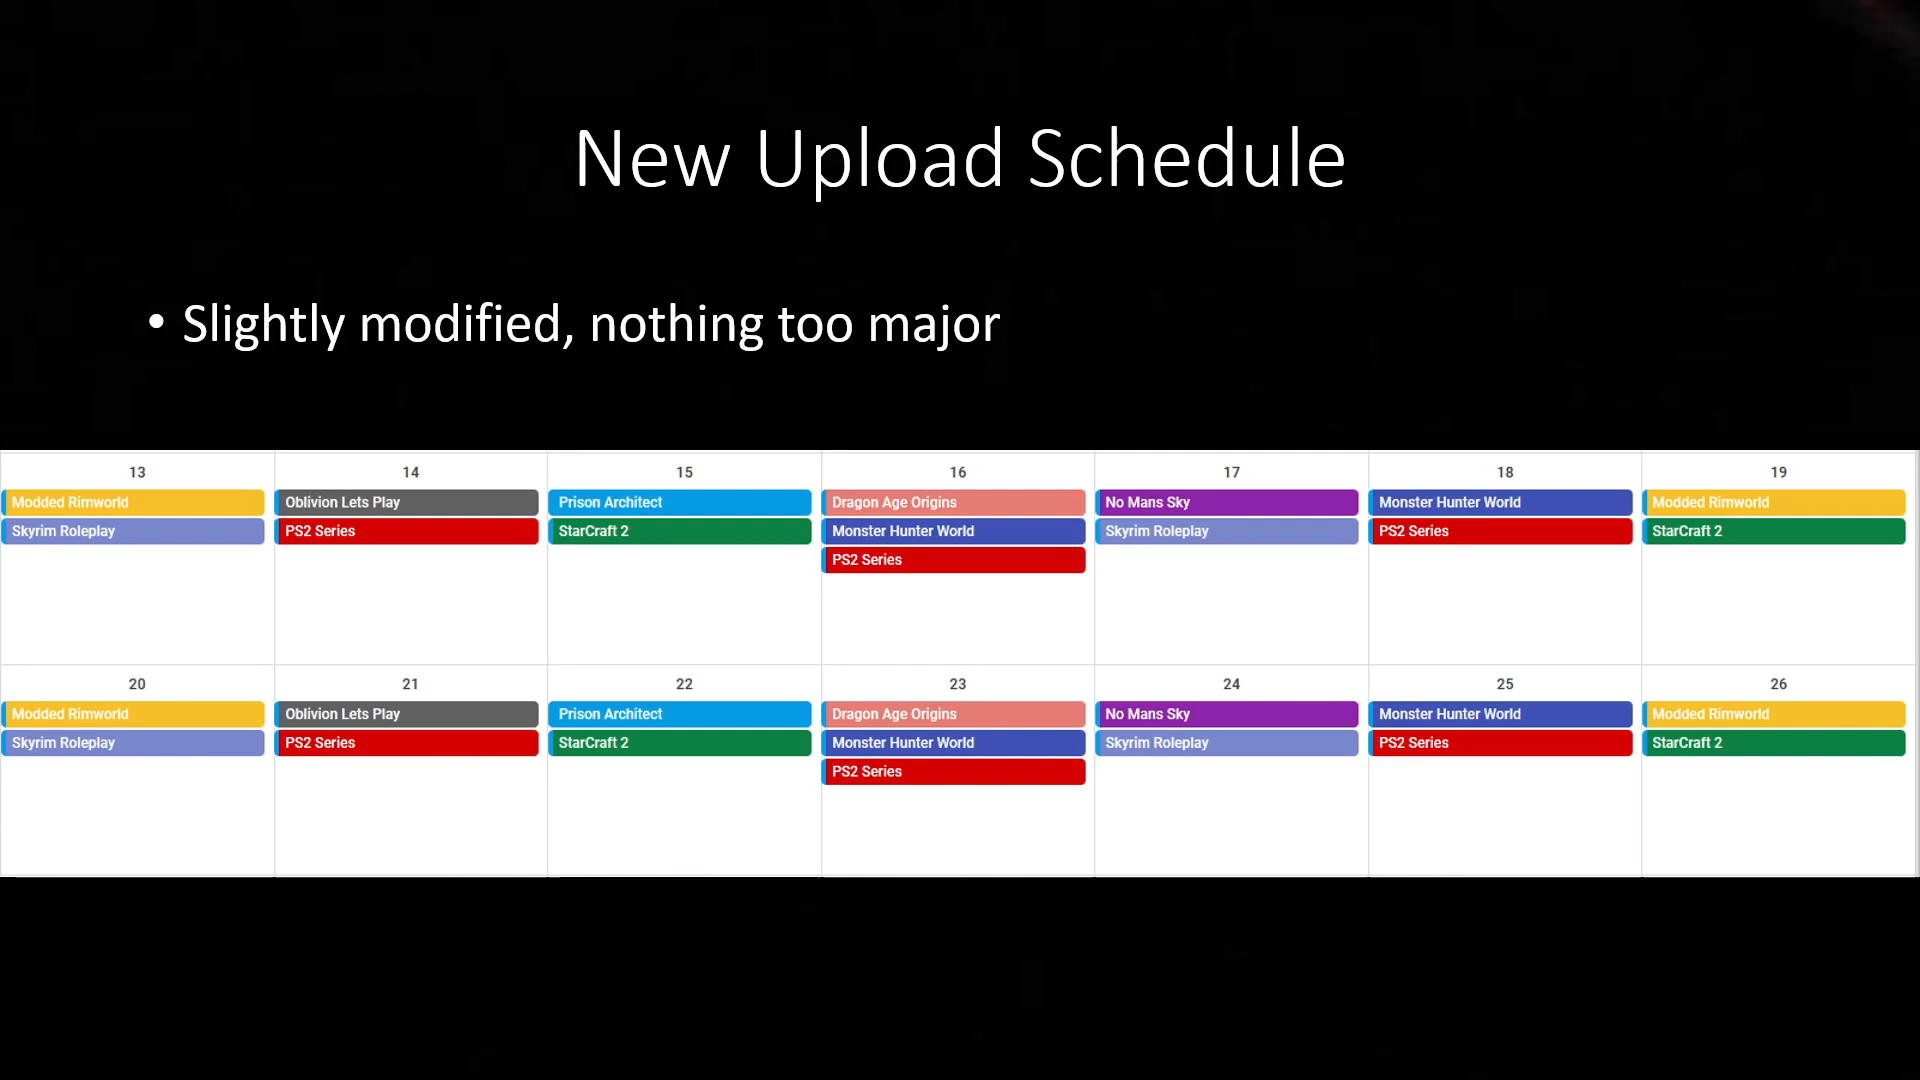 New Upload Schedule
• Slightly modified, nothing too major
13 14 15 16 17 18 19
Modded Rimworld Oblivion Lets Play Prison Architect Dragon Age Origins No Mans Sky Monster Hunter World Modded Rimworld
Skyrim Roleplay PS2 Series StarCraft 2 Monster Hunter World Skyrim Roleplay PS2 Series StarCraft 2
PS2 Series
20 21 22 23 24 25 26
Modded Rimworld Oblivion Lets Play Prison Architect Dragon Age Origins No Mans Sky Monster Hunter World Modded Rimworld
Skyrim Roleplay PS2 Series StarCraft 2 Monster Hunter World Skyrim Roleplay PS2 Series StarCraft 2
PS2 Series